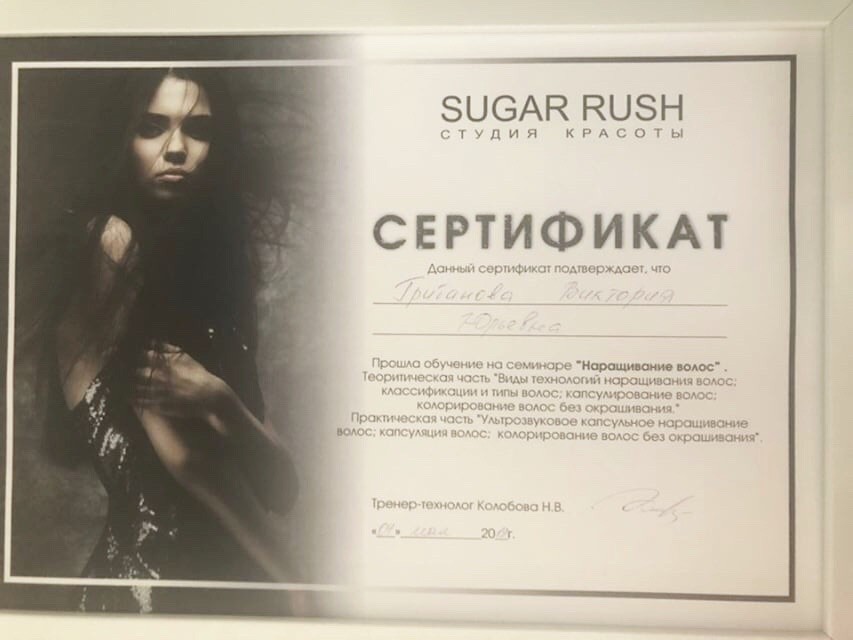 SUGAR RUSH
СТУДИЯ КРАСОТЫ
СЕРТИФИКАТ
Данный сертификат подтверждает, что
Виктория
Юрьевна
Прошла обучение на семинаре "Наращивание волос" .
Теоритическая часть "Виды технологий наращивания волос;
классификации и типы волос; капсулирование волос;
колорирование волос без окрашивания."
Практическая часть "Ультрозвуковое капсульное наращивание
волос; капсуляция волос; колорирование волос без окрашивания".
Тренер-технолог Колобова Н.В.
мая 20 г.